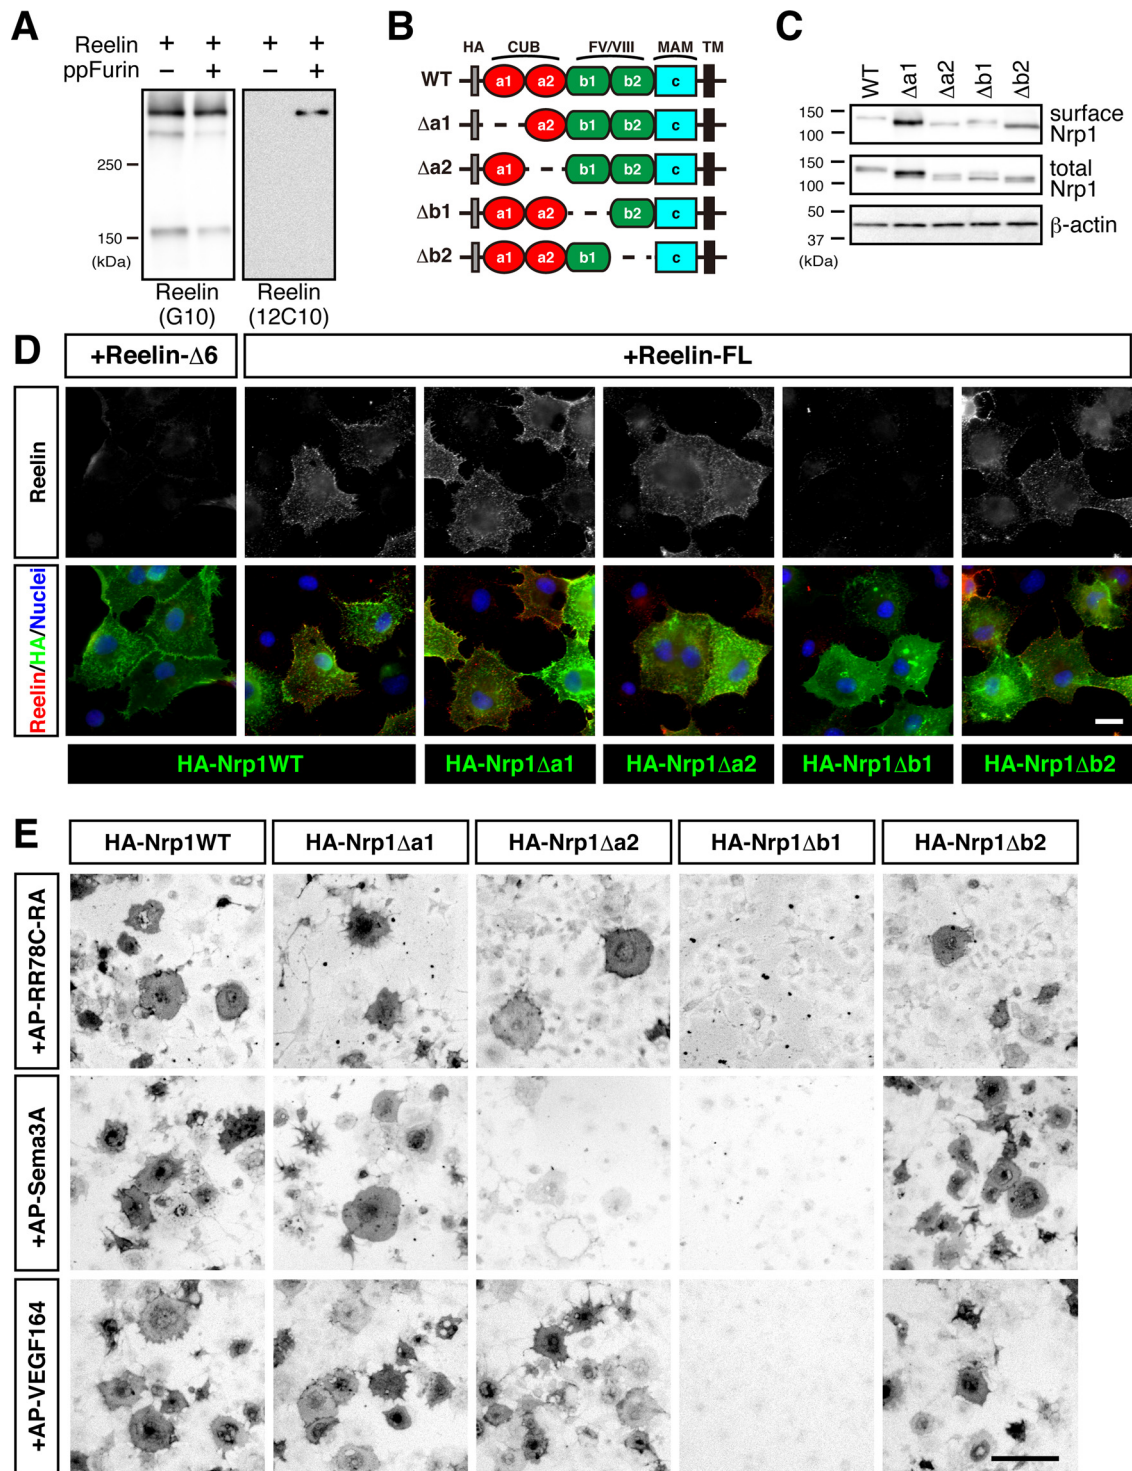 A
Reelin + + + +
ppFurin − + − +
250
150
(kDa)
Reelin
(G10)
Reelin
(12C10)
B
HA CUB FV/VIII MAM TM
WT a1 a2 b1 b2 c
Δa1 a2 b1 b2 c
Δa2 a1 b1 b2 c
Δb1 a1 a2 b2 c
Δb2 a1 a2 b1 c
C
WT Δa1 Δa2 Δb1 Δb2
150
100
surface
Nrp1
150
100
total
Nrp1
50
37
β-actin
(kDa)
D
+Reelin-Δ6 +Reelin-FL
Reelin
Reelin/HA/Nuclei
HA-Nrp1WT HA-Nrp1Δa1 HA-Nrp1Δa2 HA-Nrp1Δb1 HA-Nrp1Δb2
E
HA-Nrp1WT HA-Nrp1Δa1 HA-Nrp1Δa2 HA-Nrp1Δb1 HA-Nrp1Δb2
+AP-RR78C-RA
+AP-Sema3A
+AP-VEGF164